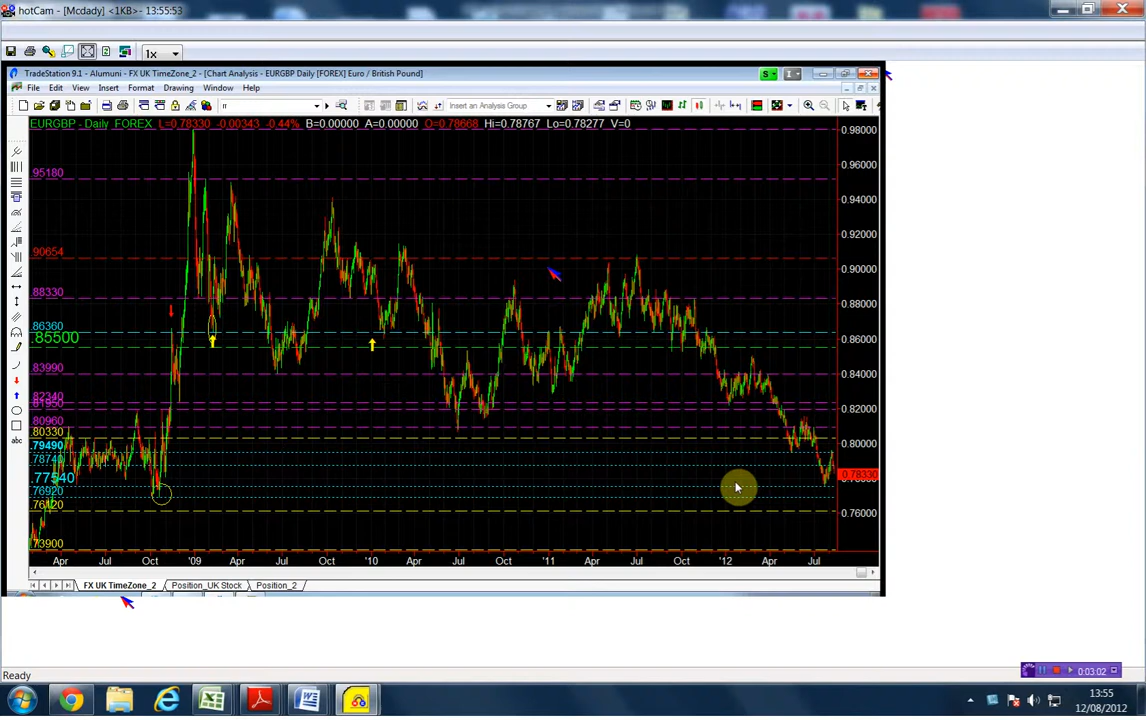 hotCam - [Mcdady] <1KB> - 13:55:53
1x
TradeStation 9.1 - Alumuni - FX UK TimeZone_2 - [Chart Analysis - EURGBP Daily [FOREX] Euro / British Pound]
S
I
File Edit View Insert Format Drawing Window Help
rr
Insert an Analysis Group
EURGBP - Daily FOREX L=0.78330 -0.00343 -0.44% B=0.00000 A=0.00000 O=0.78668 Hi=0.78767 Lo=0.78277 V=0
0.98000
0.96000
.95180
0.94000
0.92000
.90654
0.90000
.88330
0.88000
.86360
.85500
0.86000
.83990
0.84000
.82340
0.82000
.80960
.80330
0.80000
.79490
.78740
0.78330
.77540
.76920
.76120
0.76000
.73900
Apr Jul Oct '09 Apr Jul Oct '10 Apr Jul Oct '11 Apr Jul Oct '12 Apr Jul
FX UK TimeZone_2 Position_UK Stock Position_2
abc
Ready
0:03:02
13:55
12/08/2012